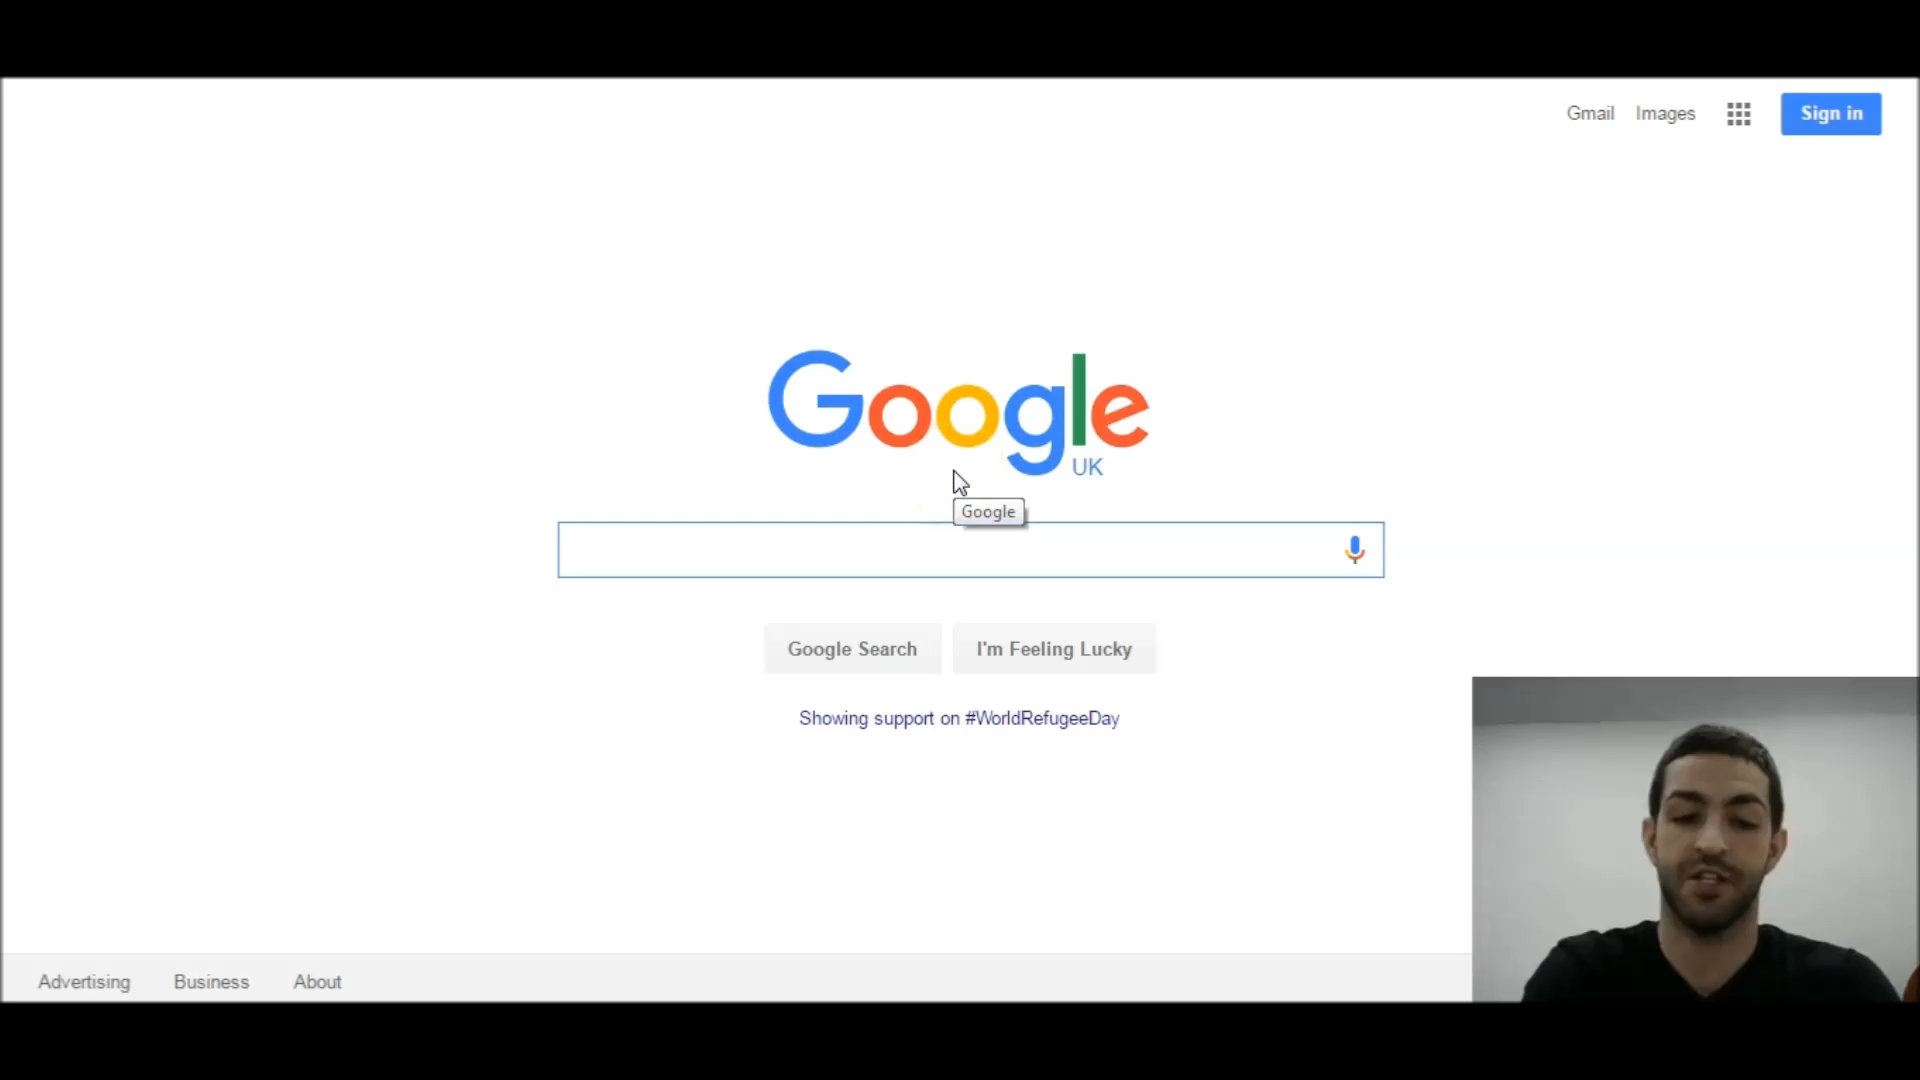 Gmail Images Sign in
Google
UK
Google
Google Search I'm Feeling Lucky
Showing support on #WorldRefugeeDay
Advertising Business About